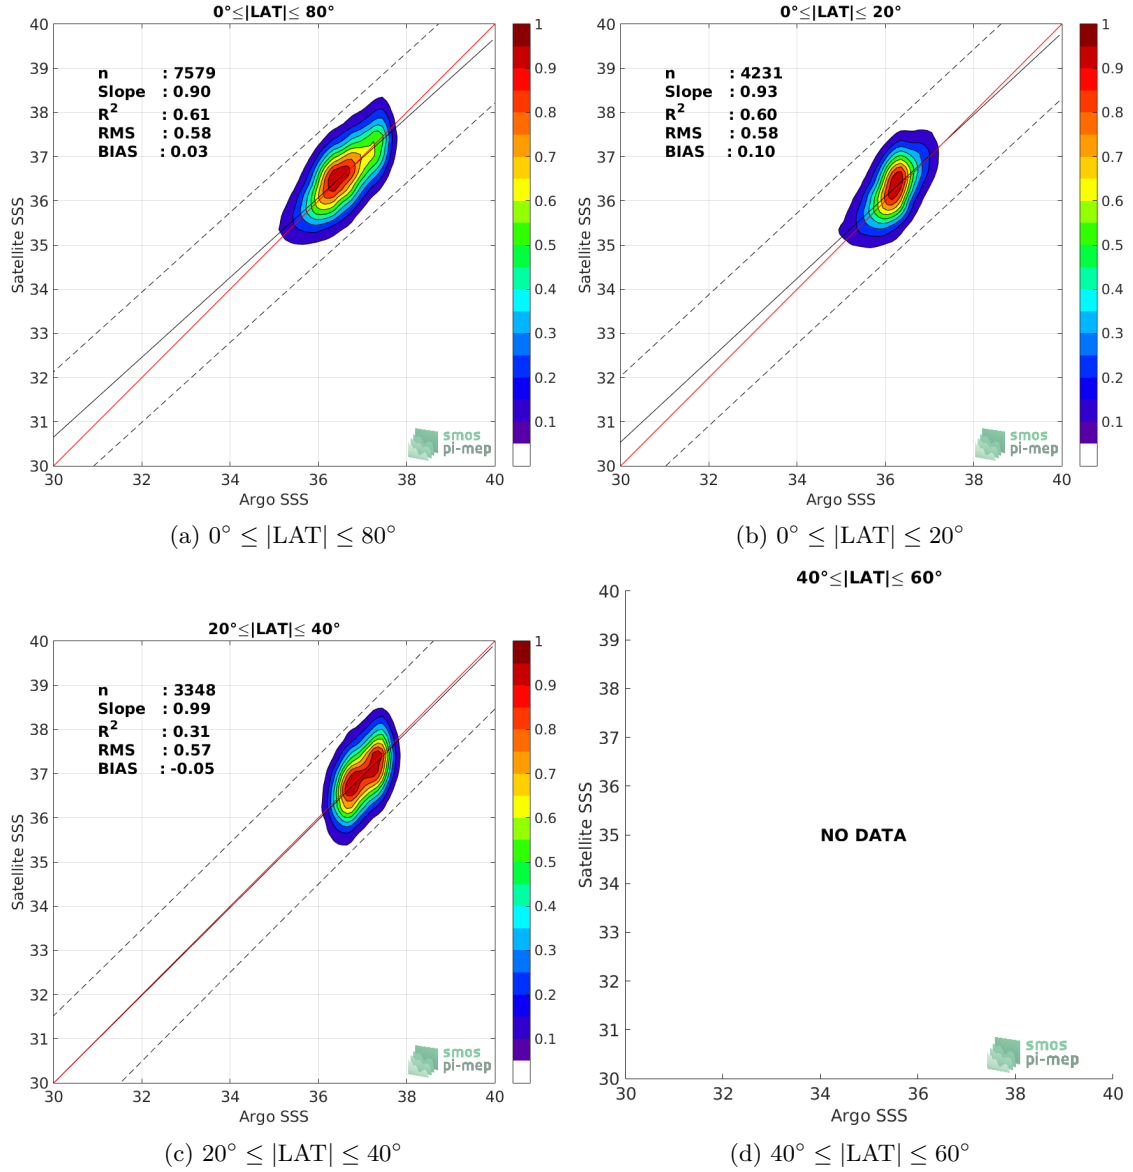 0°≤|LAT|≤ 80°
40
39
38
37
36
35
34
33
32
31
30
Satellite SSS
n : 7579
Slope : 0.90
R2 : 0.61
RMS : 0.58
BIAS : 0.03
smos
pi-mep
30 32 34 36 38 40
Argo SSS
1
0.9
0.8
0.7
0.6
0.5
0.4
0.3
0.2
0.1
(a) 0° ≤ |LAT| ≤ 80°
0°≤|LAT|≤ 20°
40
39
38
37
36
35
34
33
32
31
30
Satellite SSS
n : 4231
Slope : 0.93
R2 : 0.60
RMS : 0.58
BIAS : 0.10
smos
pi-mep
30 32 34 36 38 40
Argo SSS
1
0.9
0.8
0.7
0.6
0.5
0.4
0.3
0.2
0.1
(b) 0° ≤ |LAT| ≤ 20°
20°≤|LAT|≤ 40°
40
39
38
37
36
35
34
33
32
31
30
Satellite SSS
n : 3348
Slope : 0.99
R2 : 0.31
RMS : 0.57
BIAS : -0.05
smos
pi-mep
30 32 34 36 38 40
Argo SSS
1
0.9
0.8
0.7
0.6
0.5
0.4
0.3
0.2
0.1
(c) 20° ≤ |LAT| ≤ 40°
40°≤|LAT|≤ 60°
40
39
38
37
36
35
34
33
32
31
30
Satellite SSS
NO DATA
smos
pi-mep
30 32 34 36 38 40
Argo SSS
(d) 40° ≤ |LAT| ≤ 60°